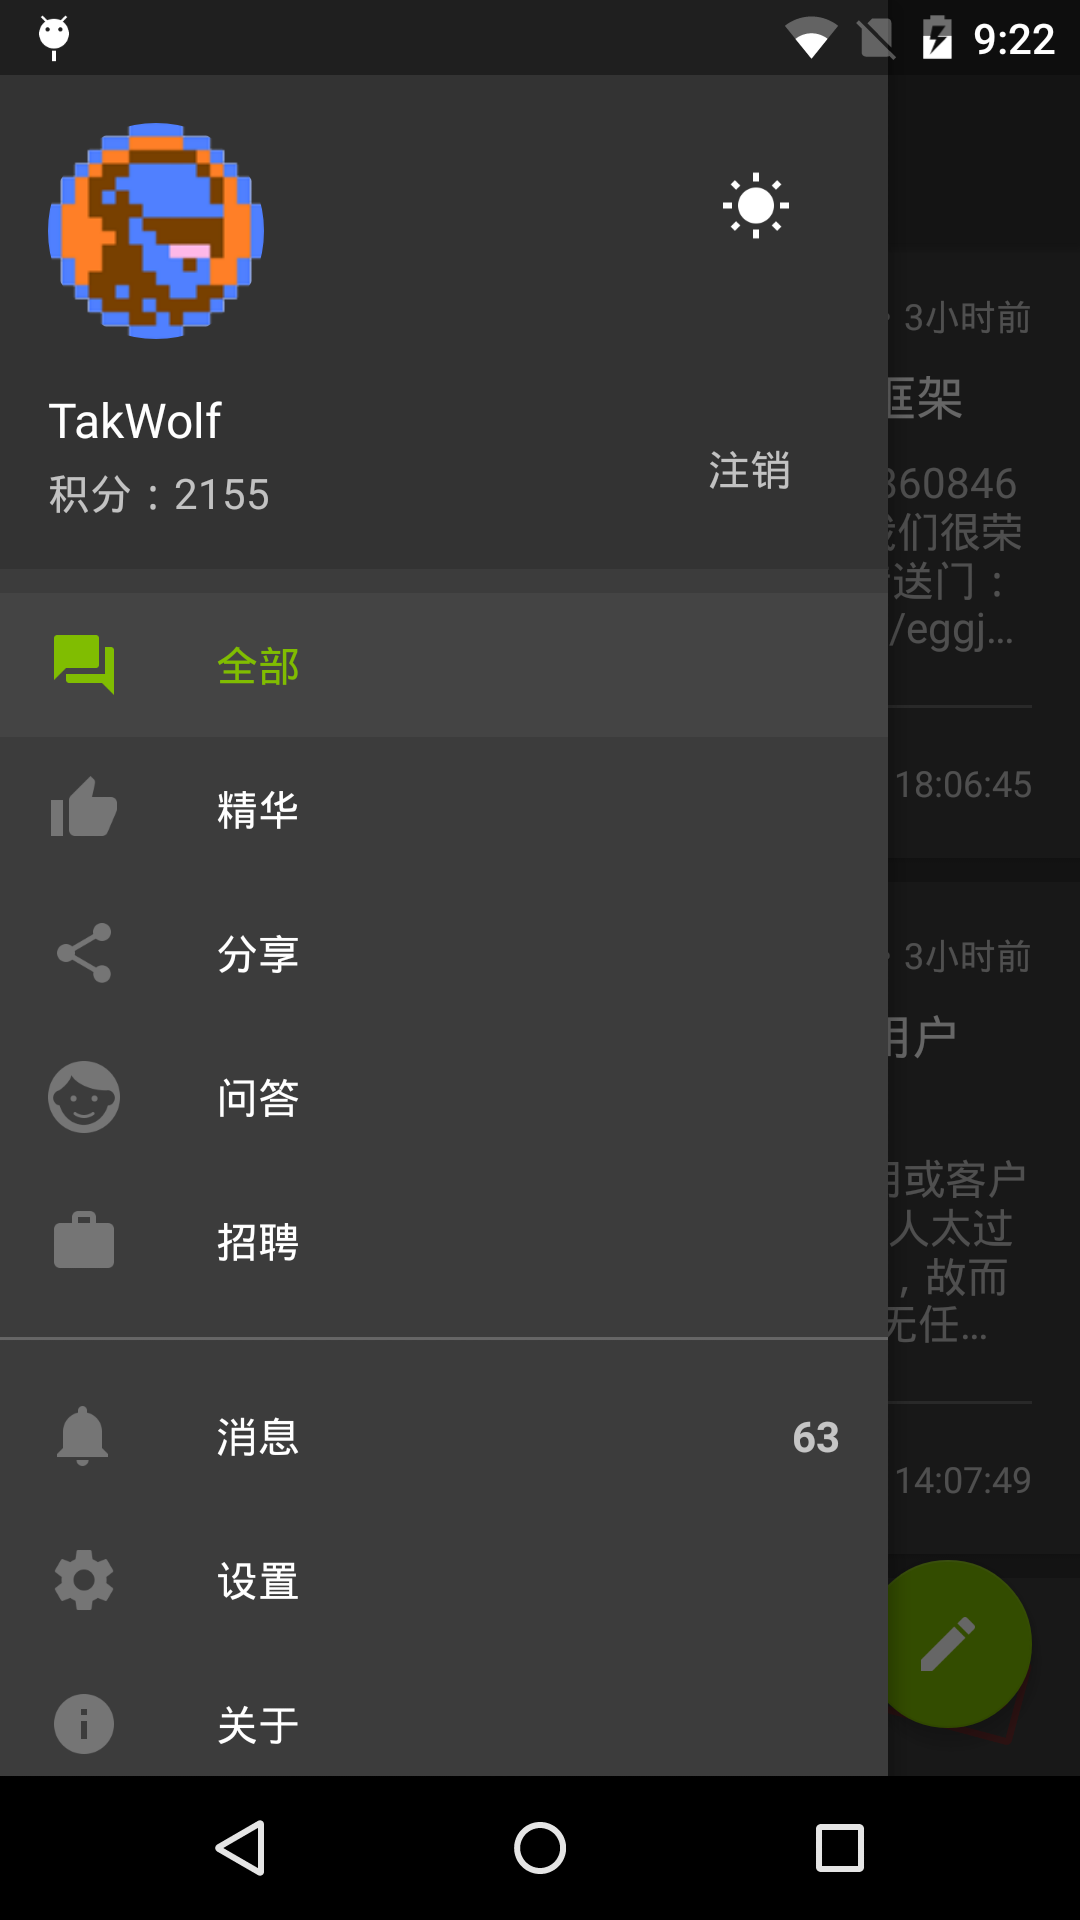 9:22
3小时前
框架
TakWolf
积分：2155
注销
360846
我们很荣
送门：
/eggj...
全部
18:06:45
精华
分享
3小时前
用户
问答
用或客户
人太过
招聘
，故而
无任...
消息
63
14:07:49
设置
关于